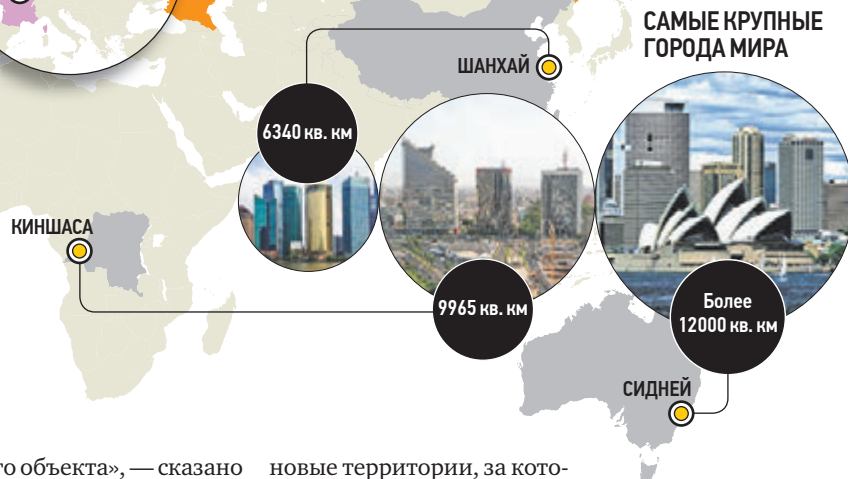 САМЫЕ КРУПНЫЕ
ГОРОДА МИРА
ШАНХАЙ
6340 кв. км
КИНШАСА
9965 кв. км
Более
12000 кв. км
СИДНЕЙ
го объекта», — сказано
новые территории, за кото-